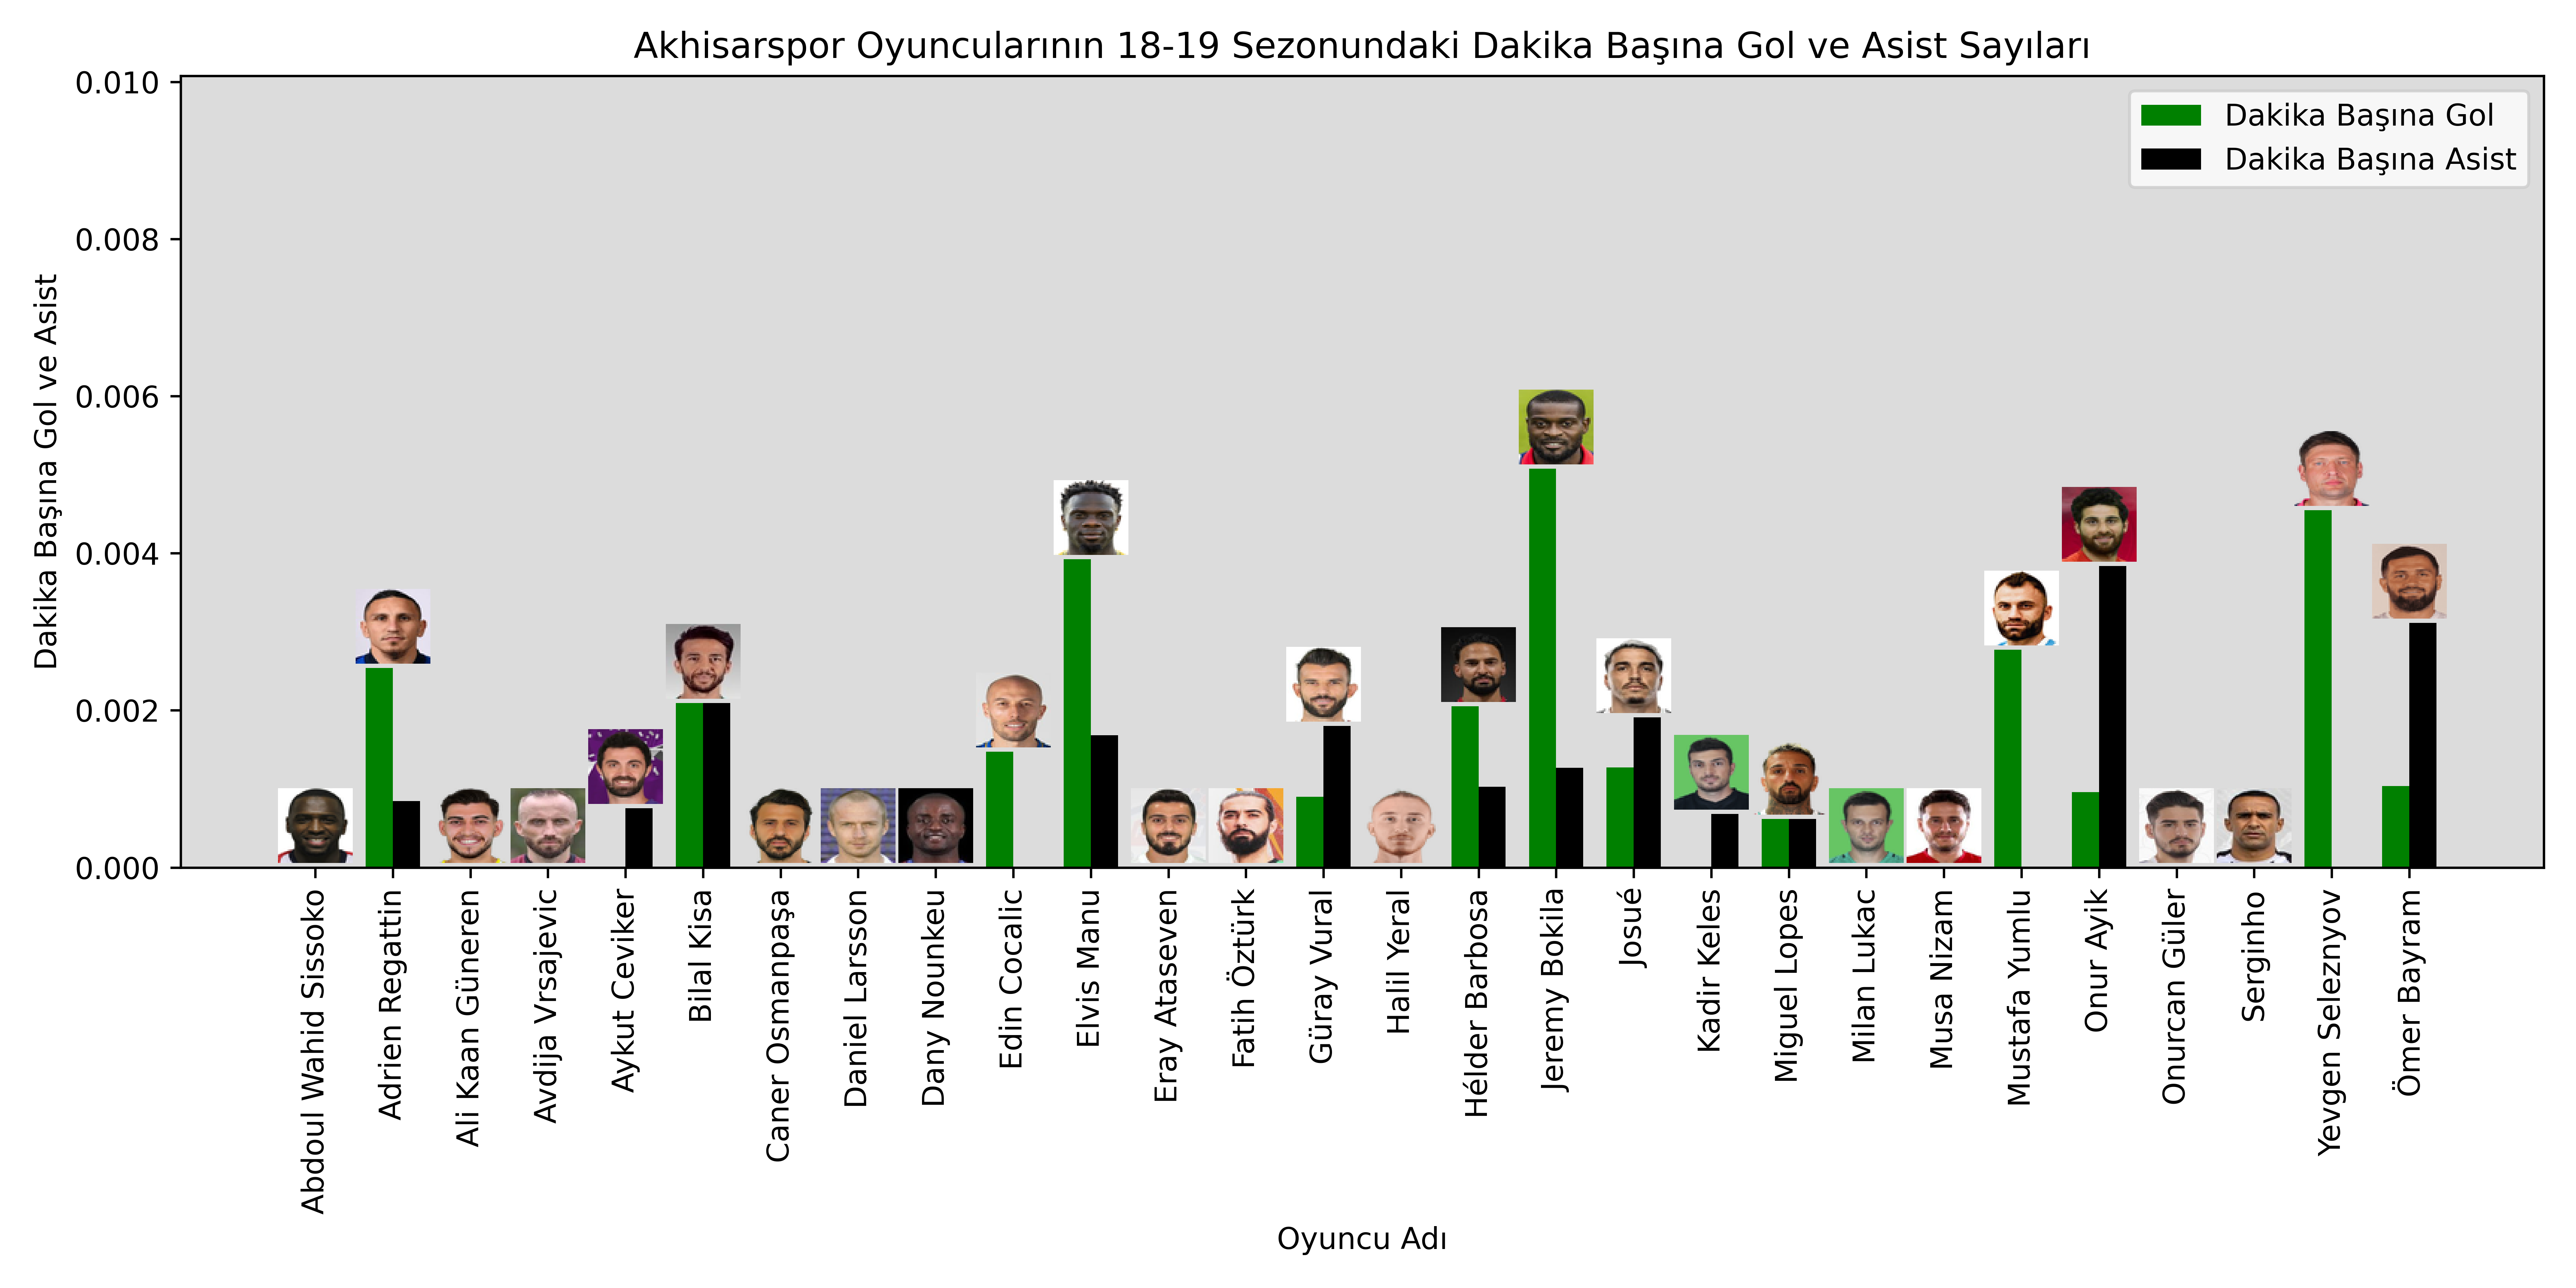 Akhisarspor Oyuncularının 18-19 Sezonundaki Dakika Başına Gol ve Asist Sayıları
Dakika Başına Gol ve Asist
0.010
0.008
0.006
0.004
0.002
0.000
Dakika Başına Gol
Dakika Başına Asist
Abdoul Wahid Sissoko
Adrien Regattin
Ali Kaan Güneren
Avdija Vrsajevic
Aykut Ceviker
Bilal Kisa
Caner Osmanpaşa
Daniel Larsson
Dany Nounkeu
Edin Cocalic
Elvis Manu
Eray Ataseven
Fatih Öztürk
Güray Vural
Halil Yeral
Hélder Barbosa
Jeremy Bokila
Josué
Kadir Keles
Miguel Lopes
Milan Lukac
Musa Nizam
Mustafa Yumlu
Onur Ayik
Onurcan Güler
Serginho
Yevgen Seleznyov
Ömer Bayram
Oyuncu Adı